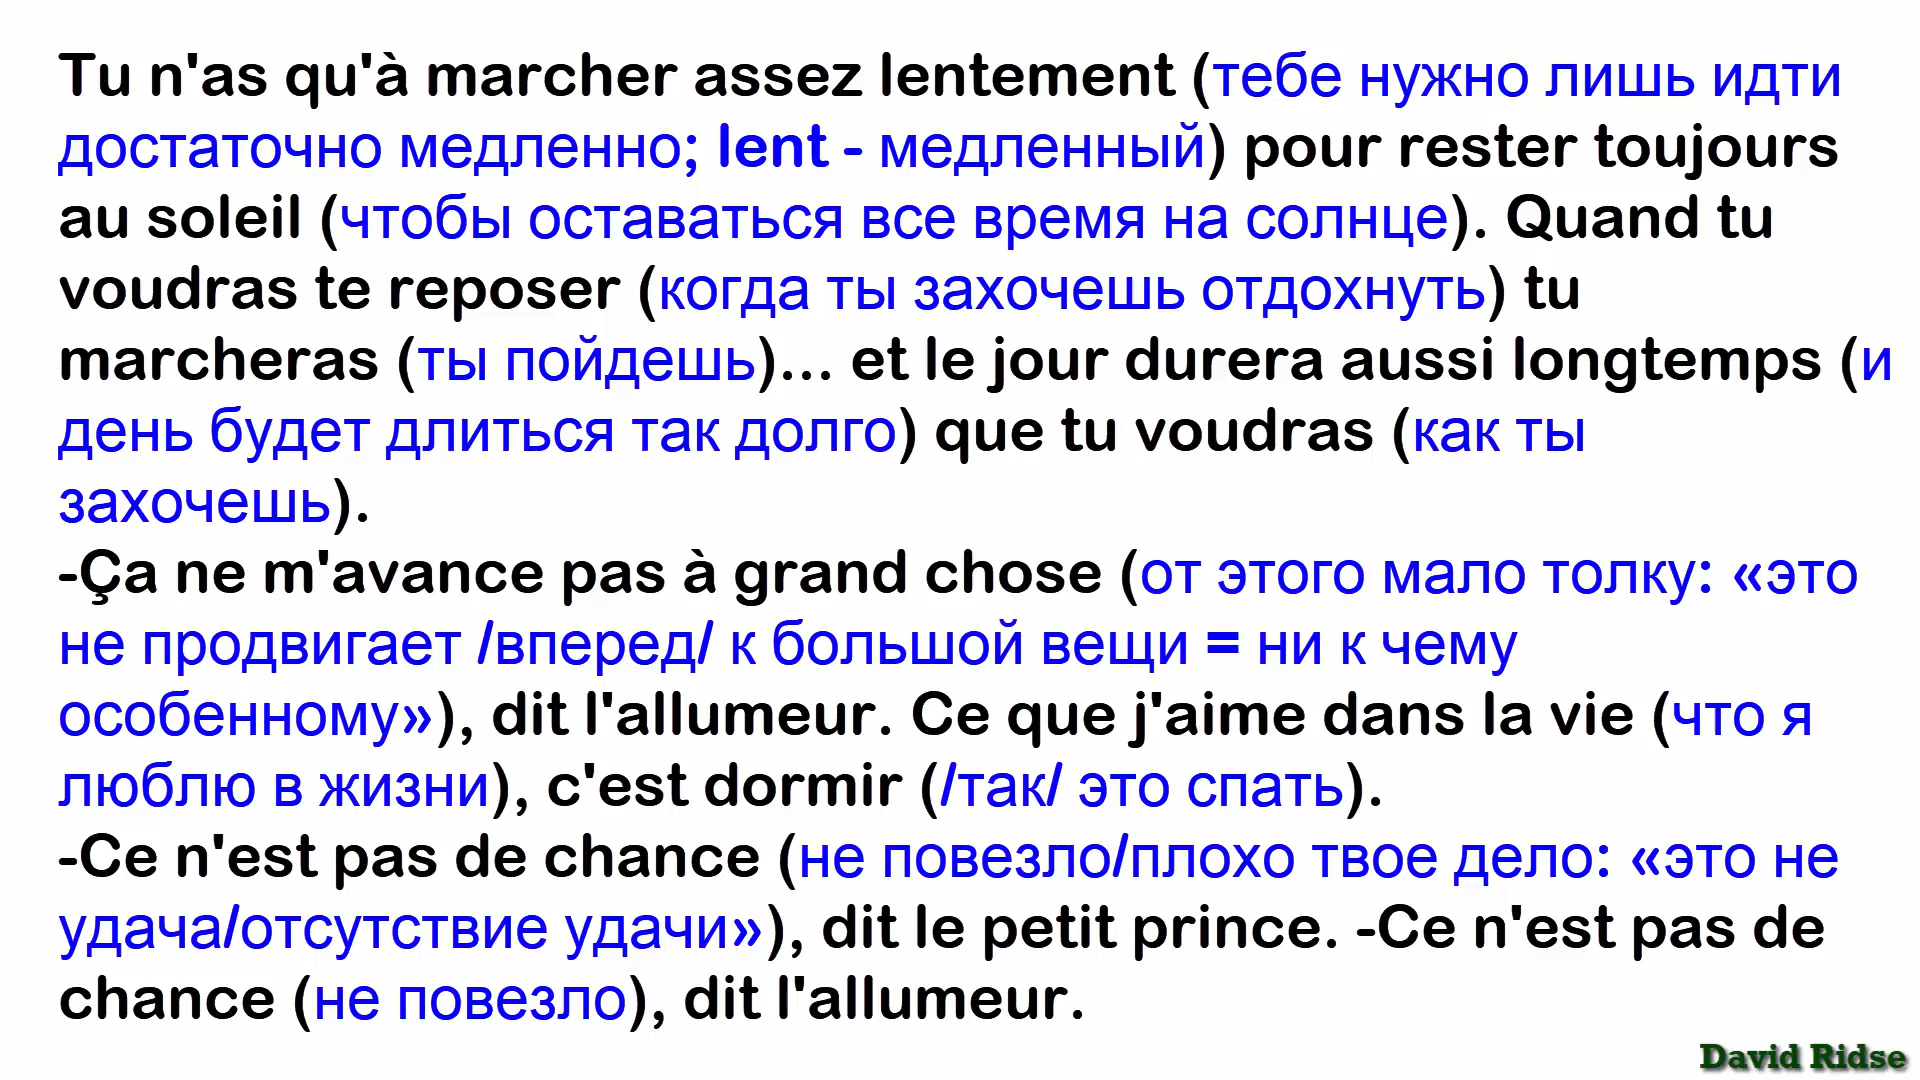 Tu n'as qu'à marcher assez lentement (тебе нужно лишь идти
достаточно медленно; lent - медленный) pour rester toujours
au soleil (чтобы оставаться все время на солнце). Quand tu
voudras te reposer (когда ты захочешь отдохнуть) tu
marcheras (ты пойдешь)... et le jour durera aussi longtemps (и
день будет длиться так долго) que tu voudras (как ты
захочешь).
-Ça ne m'avance pas à grand chose (от этого мало толку: «это
не продвигает /вперед/ к большой вещи = ни к чему
особенному»), dit l'allumeur. Ce que j'aime dans la vie (что я
люблю в жизни), c'est dormir (/так/ это спать).
-Ce n'est pas de chance (не повезло/плохо твое дело: «это не
удача/отсутствие удачи»), dit le petit prince. -Ce n'est pas de
chance (не повезло), dit l'allumeur.
David Ridse